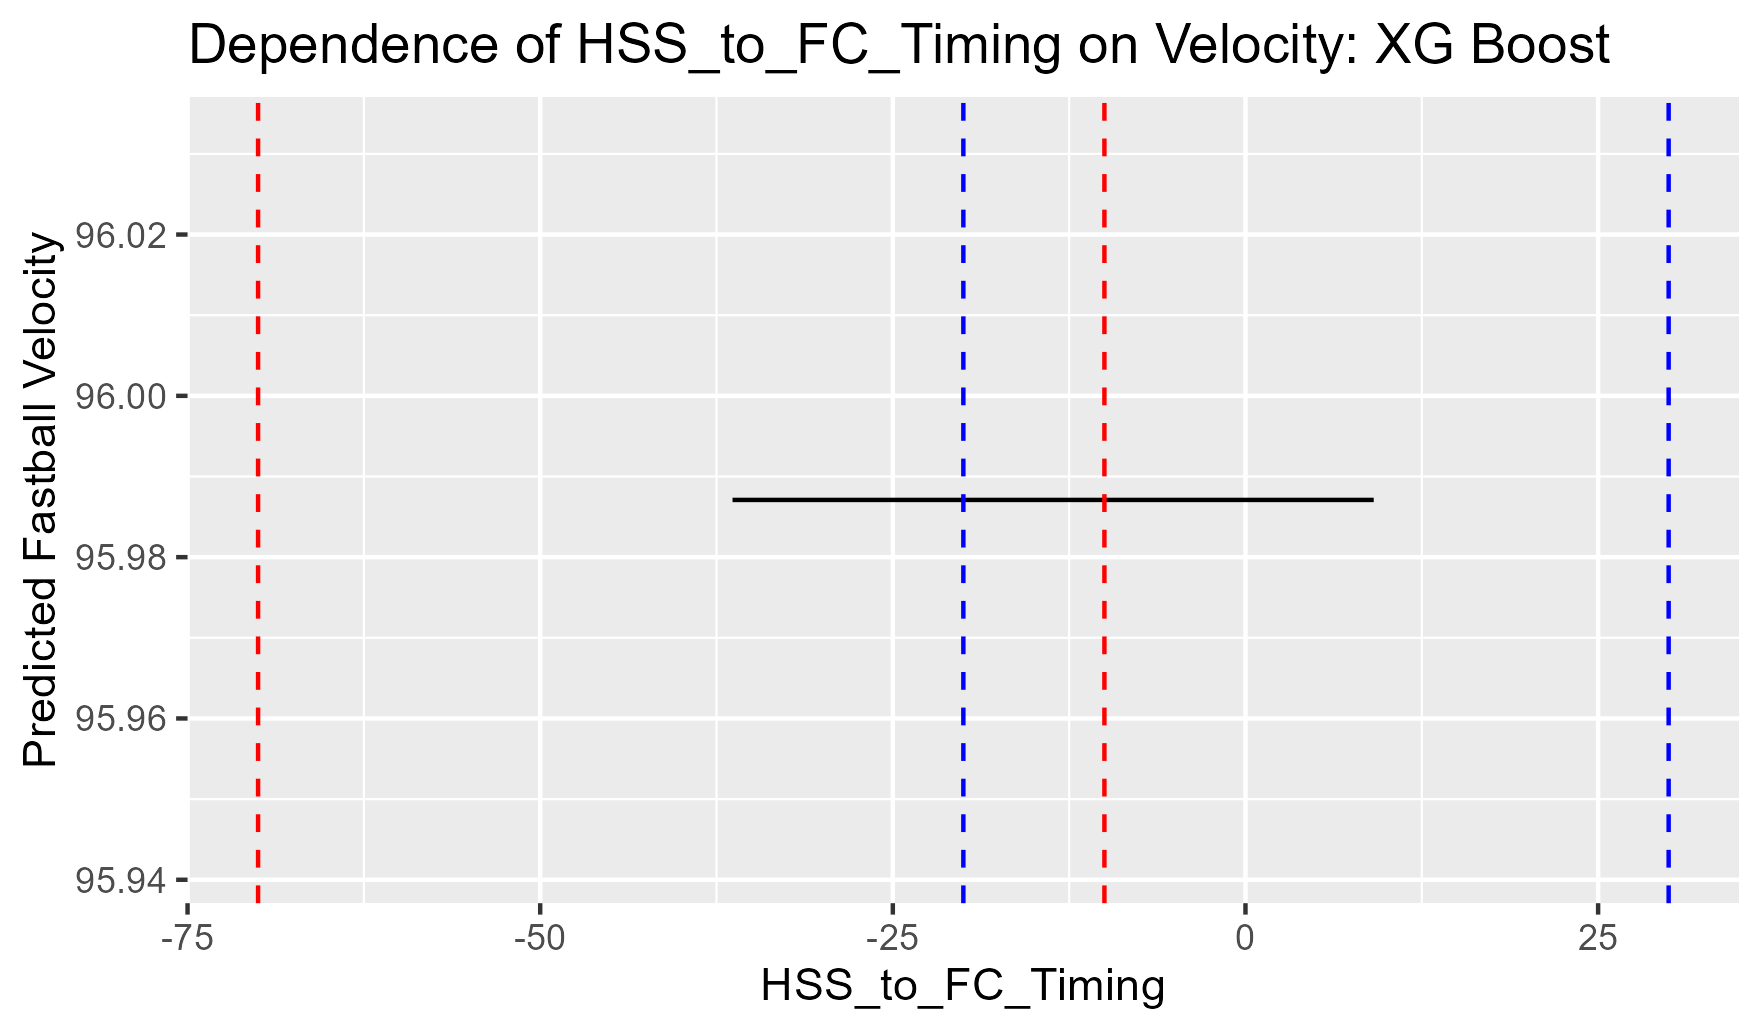 Dependence of HSS_to_FC_Timing on Velocity: XG Boost
Predicted Fastball Velocity
96.02
96.00
95.98
95.96
95.94
-75 -50 -25 0 25
HSS_to_FC_Timing